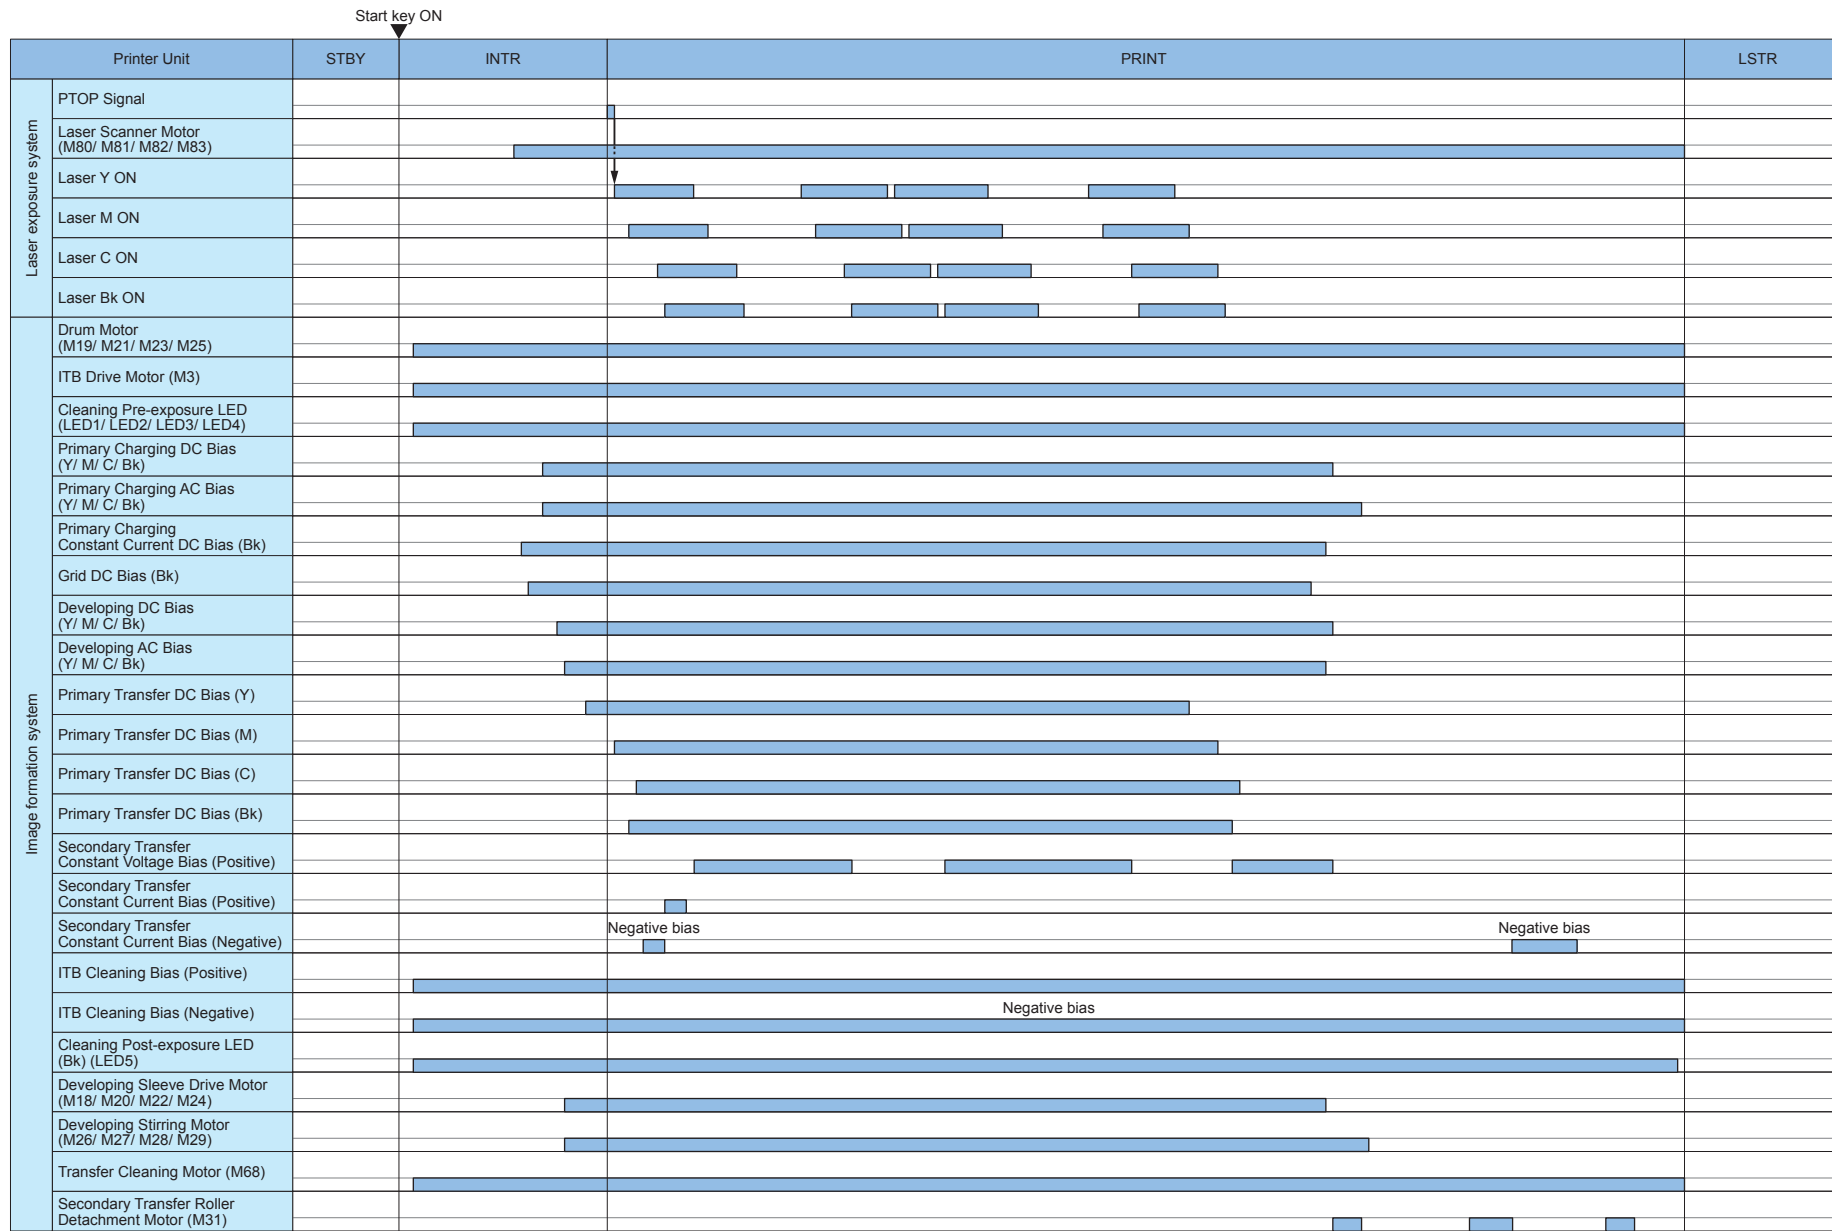 Start key ON
Printer Unit
STBY
INTR
PRINT
LSTR
Laser exposure system
PTOP Signal
Laser Scanner Motor
(M80/ M81/ M82/ M83)
Laser Y ON
Laser M ON
Laser C ON
Laser Bk ON
Image formation system
Drum Motor
(M19/ M21/ M23/ M25)
ITB Drive Motor (M3)
Cleaning Pre-exposure LED
(LED1/ LED2/ LED3/ LED4)
Primary Charging DC Bias
(Y/ M/ C/ Bk)
Primary Charging AC Bias
(Y/ M/ C/ Bk)
Primary Charging
Constant Current DC Bias (Bk)
Grid DC Bias (Bk)
Developing DC Bias
(Y/ M/ C/ Bk)
Developing AC Bias
(Y/ M/ C/ Bk)
Primary Transfer DC Bias (Y)
Primary Transfer DC Bias (M)
Primary Transfer DC Bias (C)
Primary Transfer DC Bias (Bk)
Secondary Transfer
Constant Voltage Bias (Positive)
Secondary Transfer
Constant Current Bias (Positive)
Secondary Transfer
Constant Current Bias (Negative)
Negative bias
Negative bias
ITB Cleaning Bias (Positive)
ITB Cleaning Bias (Negative)
Negative bias
Cleaning Post-exposure LED
(Bk) (LED5)
Developing Sleeve Drive Motor
(M18/ M20/ M22/ M24)
Developing Stirring Motor
(M26/ M27/ M28/ M29)
Transfer Cleaning Motor (M68)
Secondary Transfer Roller
Detachment Motor (M31)